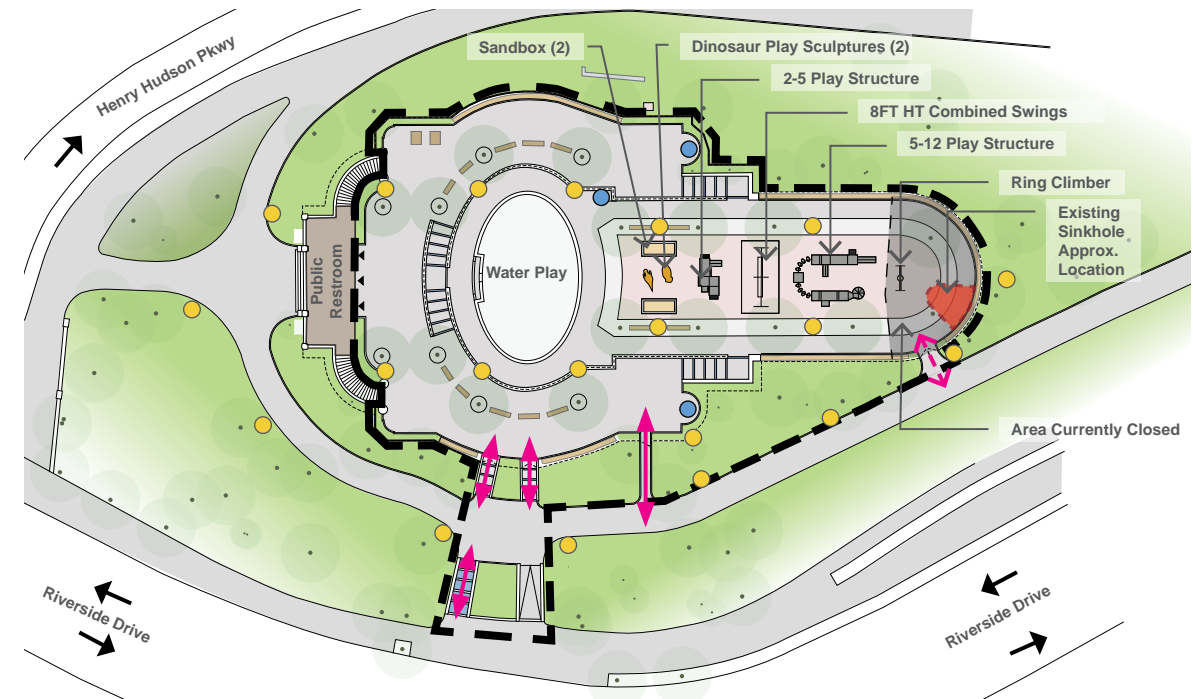 Henry Hudson Pkwy
Sandbox (2)
Dinosaur Play Sculptures (2)
2-5 Play Structure
8FT HT Combined Swings
5-12 Play Structure
Ring Climber
Existing
Sinkhole
Approx.
Location
Public
Restroom
Water Play
Area Currently Closed
Riverside Drive
Riverside Drive